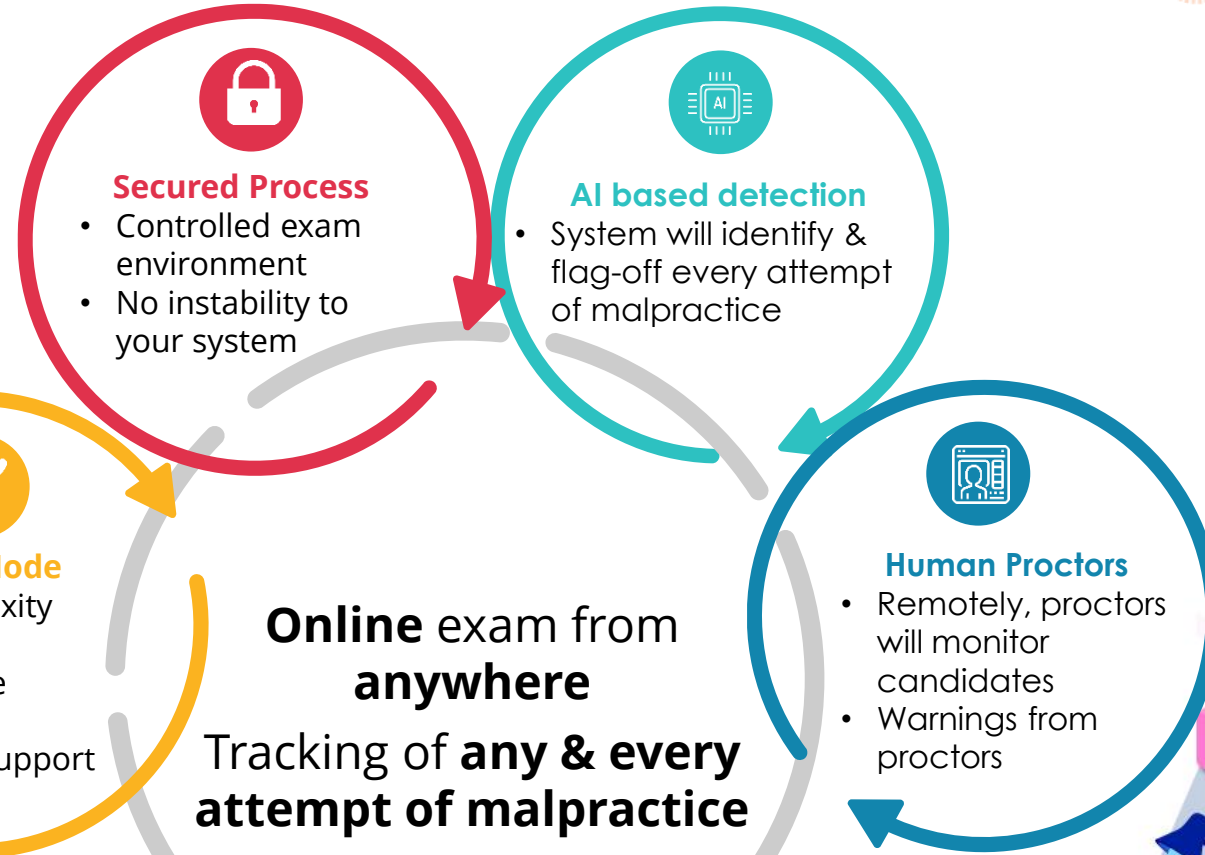 Secured Process
• Controlled exam
environment
• No instability to
your system
AI
AI based detection
• System will identify &
flag-off every attempt
of malpractice
Human Proctors
• Remotely, proctors
will monitor
candidates
• Warnings from
proctors
Online exam from
anywhere
Tracking of any & every
attempt of malpractice